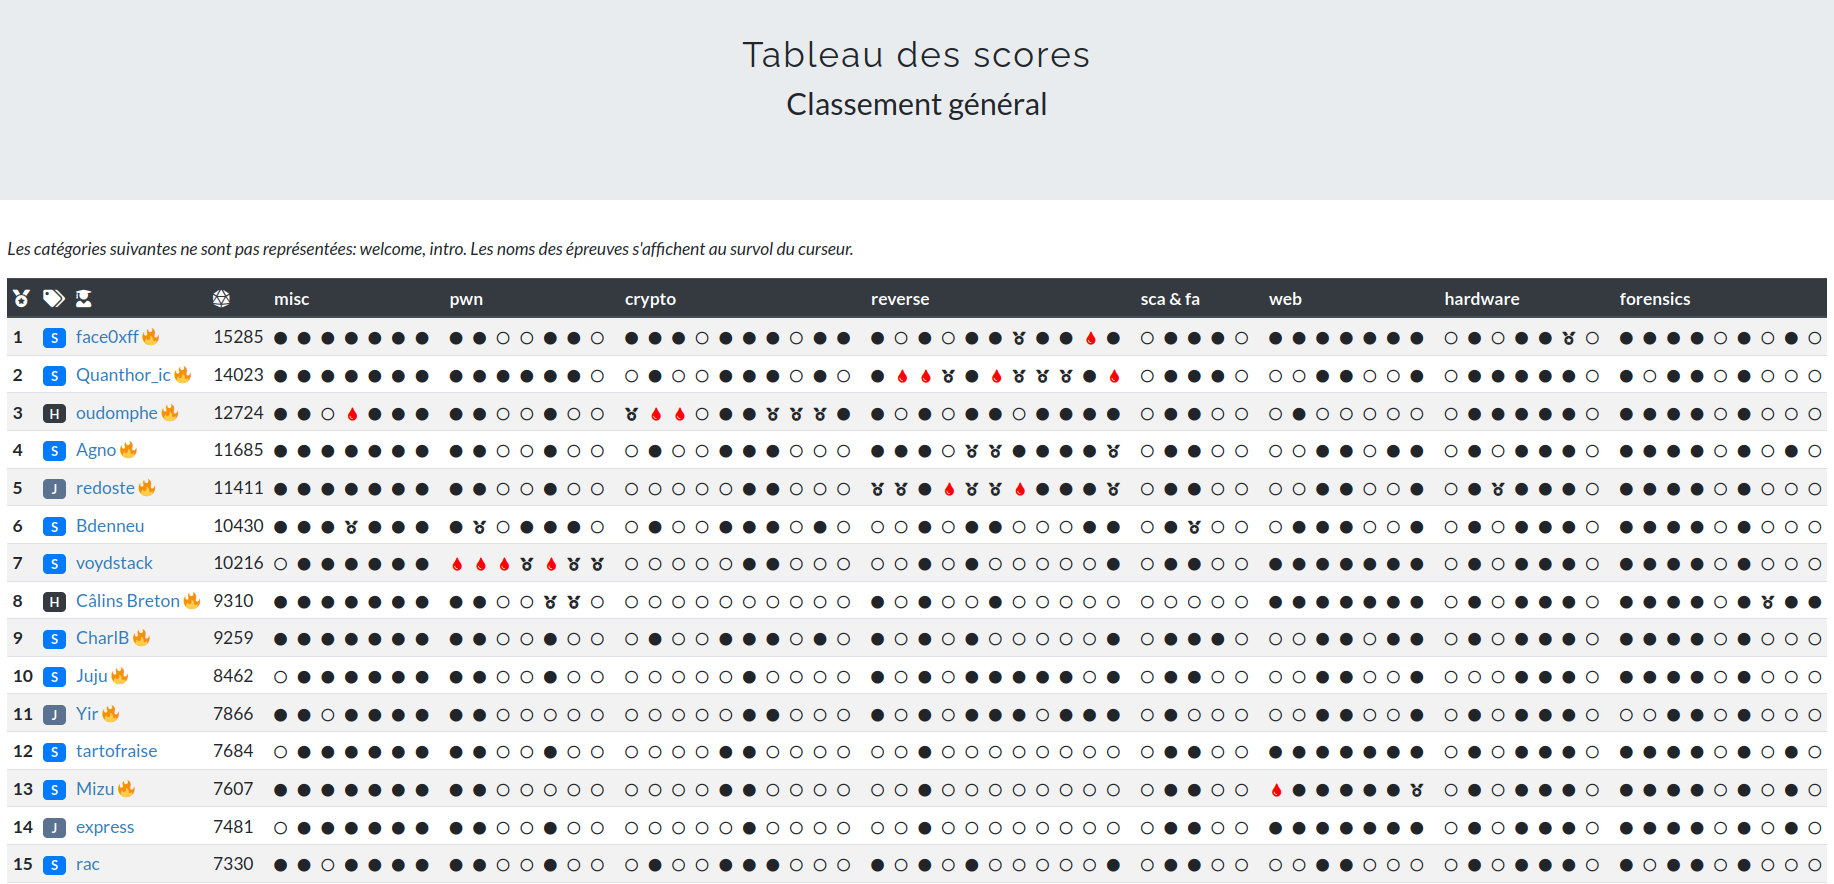 Tableau des scores
Classement général
Les catégories suivantes ne sont pas représentées: welcome, intro. Les noms des épreuves s'affichent au survol du curseur.
misc pwn crypto reverse sca & fa web hardware forensics
1 S face0xff 15285
2 S Quanthor_ic 14023
3 H oudomphe 12724
4 S Agno 11685
5 J redoste 11411
6 S Bdenneu 10430
7 S voydstack 10216
8 H Câlins Breton 9310
9 S CharlB 9259
10 S Juju 8462
11 J Yir 7866
12 S tartofraise 7684
13 S Mizu 7607
14 J express 7481
15 S rac 7330